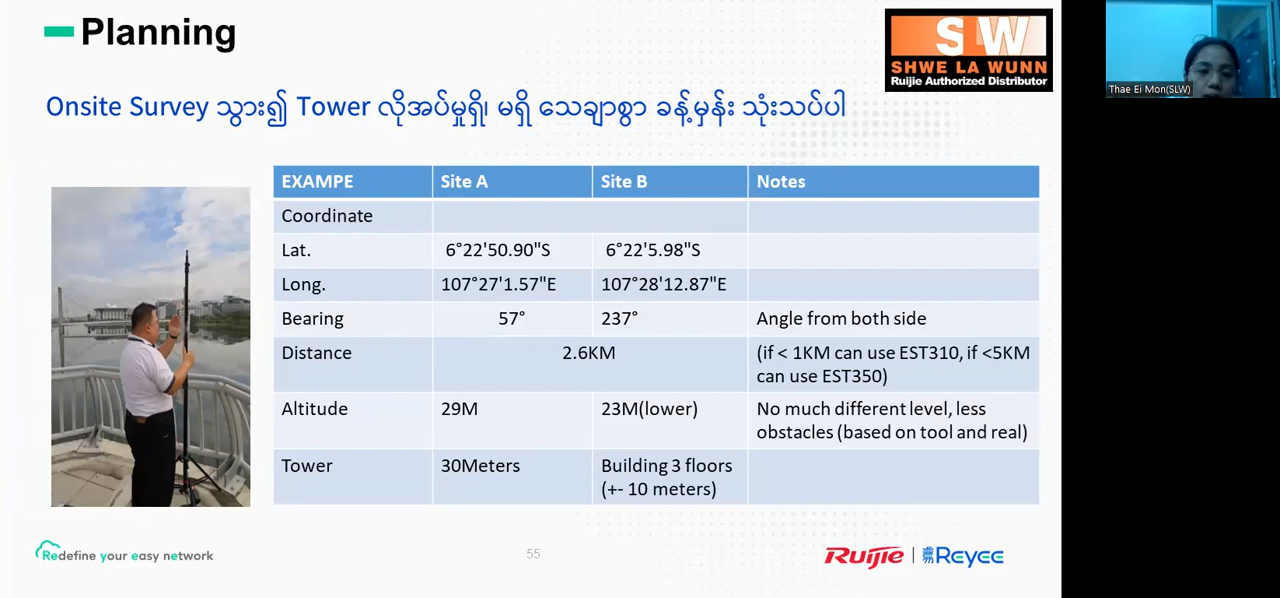 Planning
SW
SHWE LA WUNN
Ruijie Authorized Distributor
Thae Ei Mon(SLW)
Onsite Survey သွား၍ Tower လိုအပ်မှုရှိ၊ မရှိ သေချာစွာ ခန့်မှန်း သုံးသပ်ပါ
EXAMPE Site A Site B Notes
Coordinate
Lat. 6°22'50.90"S 6°22'5.98"S
Long. 107°27'1.57"E 107°28'12.87"E
Bearing 57° 237° Angle from both side
Distance 2.6KM (if < 1KM can use EST310, if <5KM
can use EST350)
Altitude 29M 23M(lower) No much different level, less
obstacles (based on tool and real)
Tower 30Meters Building 3 floors
(+- 10 meters)
Redefine your easy network
55
Ruijie | 睿易 Reyee